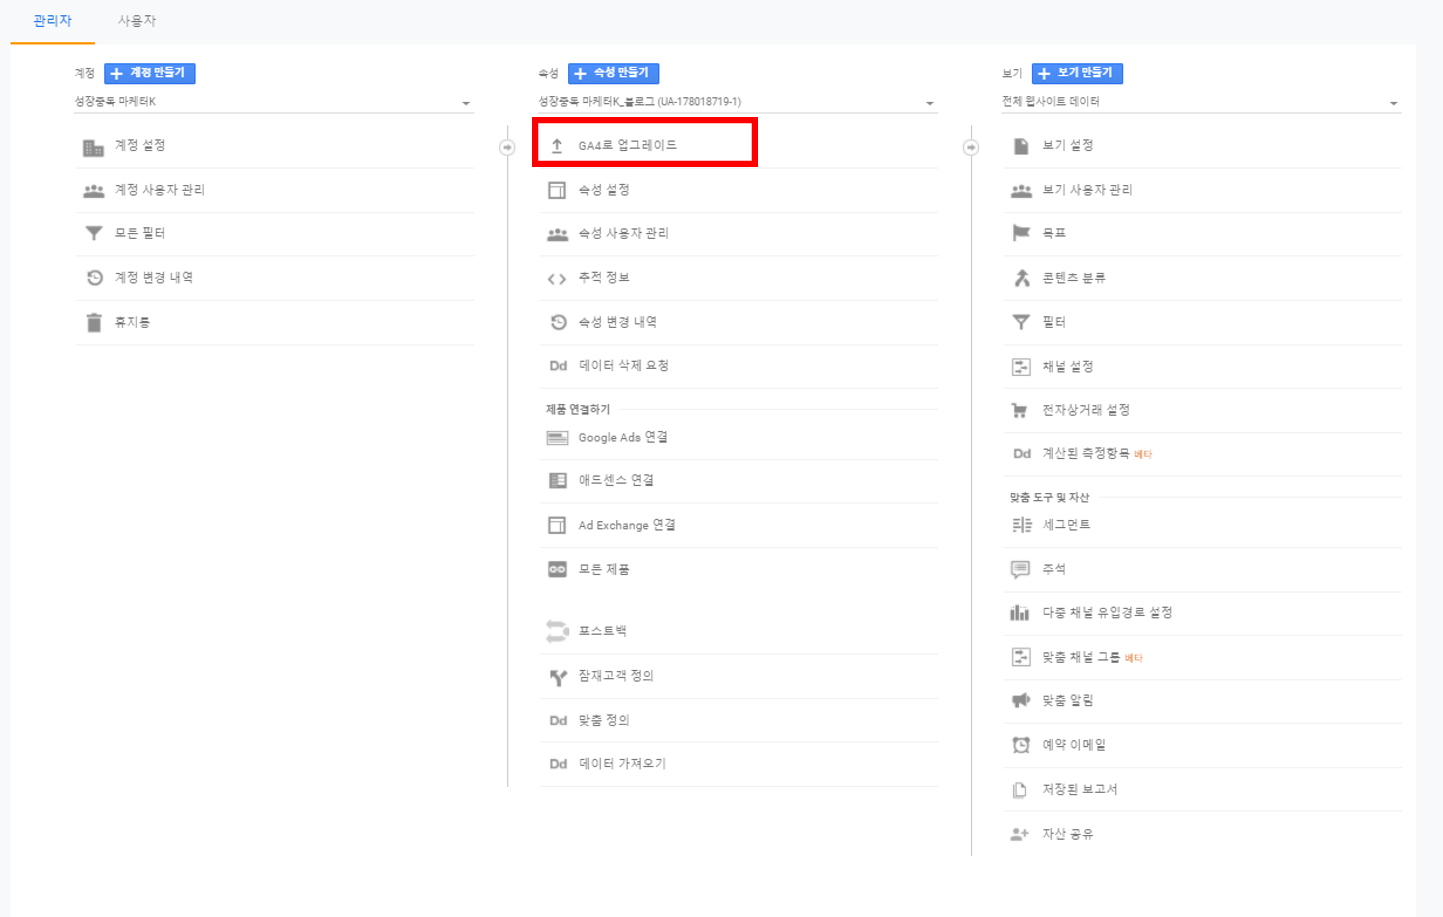 관리자
사용자
계정
계정 만들기
성장중독 마케터K
계정 설정
계정 사용자 관리
모든 필터
계정 변경 내역
휴지통
속성
속성 만들기
성장중독 마케터K_블로그 (UA-178018719-1)
GA4로 업그레이드
속성 설정
속성 사용자 관리
추적 정보
속성 변경 내역
Dd 데이터 삭제 요청
제품 연결하기
Google Ads 연결
애드센스 연결
Ad Exchange 연결
GO 모든 제품
포스트백
잠재고객 정의
Dd 맞춤 정의
Dd 데이터 가져오기
보기
보기 만들기
전체 웹사이트 데이터
보기 설정
보기 사용자 관리
목표
콘텐츠 분류
필터
채널 설정
전자상거래 설정
Dd 계산된 측정항목 베타
맞춤 도구 및 자산
세그먼트
주석
다중 채널 유입경로 설정
맞춤 채널 그룹 베타
맞춤 알림
예약 이메일
저장된 보고서
자산 공유